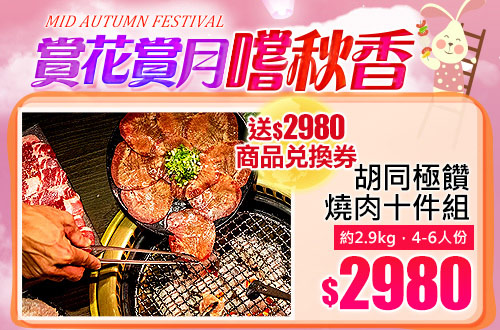 MID AUTUMN FESTIVAL
賞花賞月嚐秋香
送$2980
商品兌換券
胡同極饌
燒肉十件組
約2.9kg．4-6人份
$2980